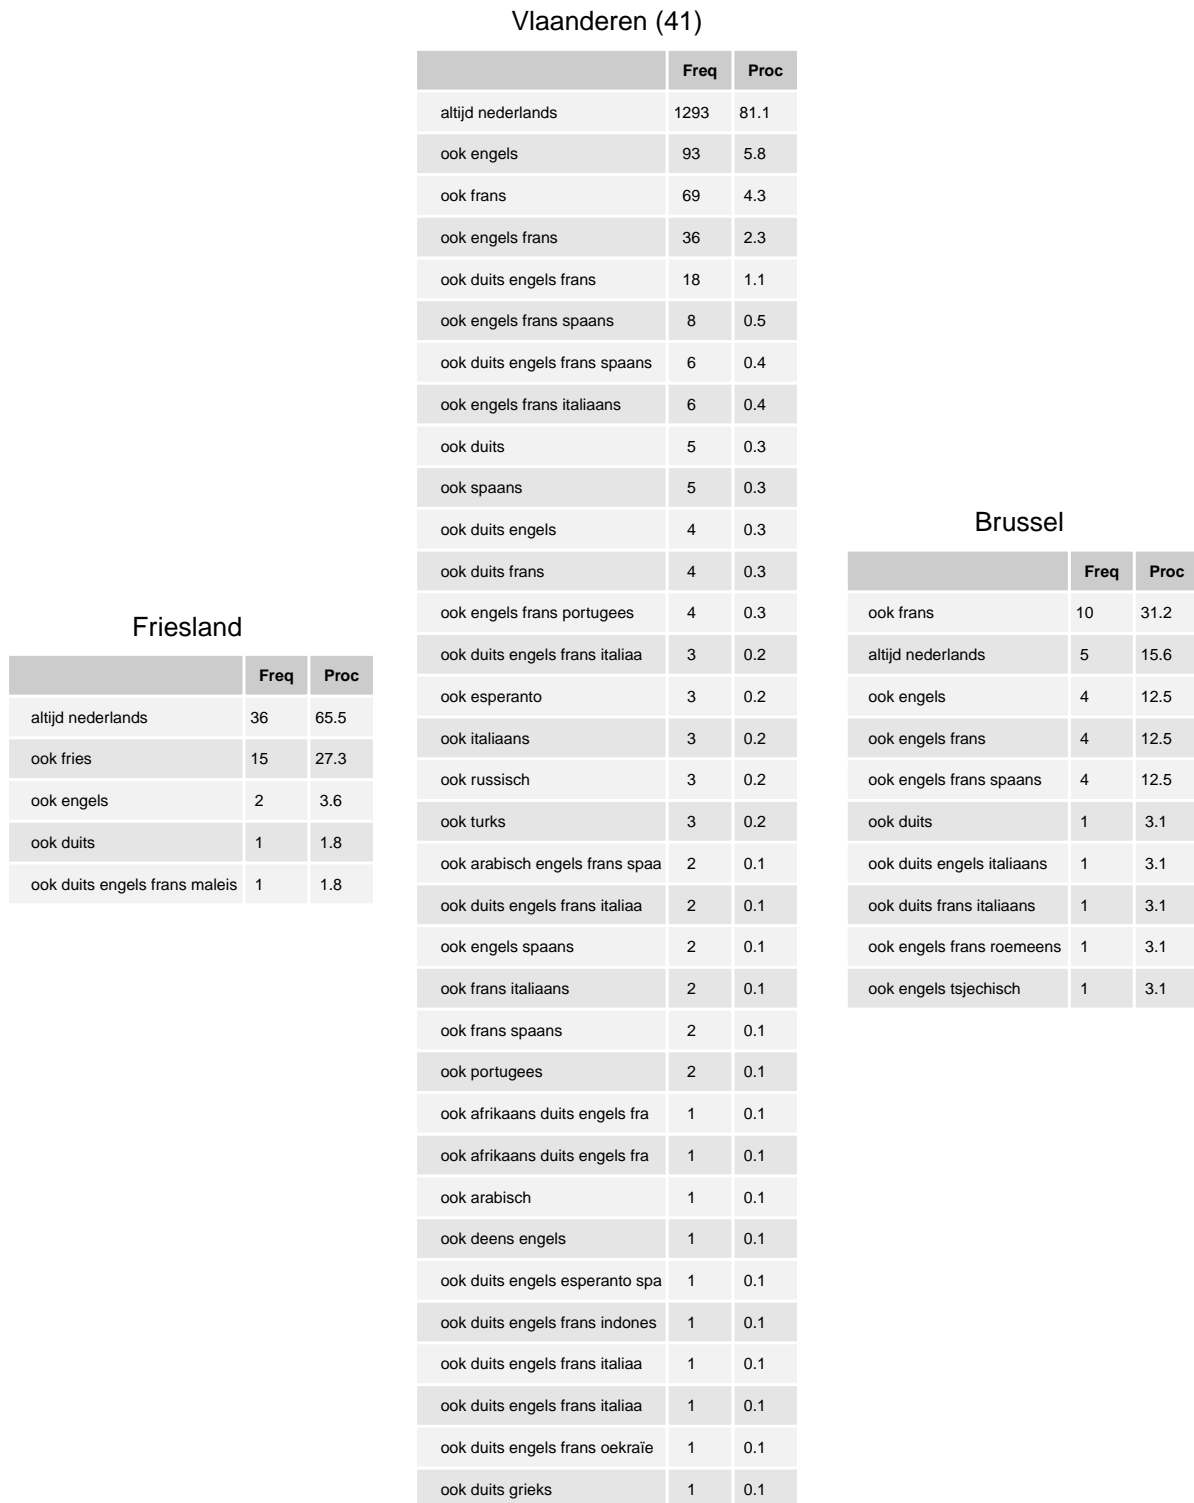 Vlaanderen (41)
Freq Proc
altijd nederlands 1293 81.1
ook engels 93 5.8
ook frans 69 4.3
ook engels frans 36 2.3
ook duits engels frans 18 1.1
ook engels frans spaans 8 0.5
ook duits engels frans spaans 6 0.4
ook engels frans italiaans 6 0.4
ook duits 5 0.3
ook spaans 5 0.3
ook duits engels 4 0.3
ook duits frans 4 0.3
ook engels frans portugees 4 0.3
ook duits engels frans italiaa 3 0.2
ook esperanto 3 0.2
ook italiaans 3 0.2
ook russisch 3 0.2
ook turks 3 0.2
ook arabisch engels frans spaa 2 0.1
ook duits engels frans italiaa 2 0.1
ook engels spaans 2 0.1
ook frans italiaans 2 0.1
ook frans spaans 2 0.1
ook portugees 2 0.1
ook afrikaans duits engels fra 1 0.1
ook afrikaans duits engels fra 1 0.1
ook arabisch 1 0.1
ook deens engels 1 0.1
ook duits engels esperanto spa 1 0.1
ook duits engels frans indones 1 0.1
ook duits engels frans italiaa 1 0.1
ook duits engels frans italiaa 1 0.1
ook duits engels frans oekraïe 1 0.1
ook duits grieks 1 0.1
Friesland
Freq Proc
altijd nederlands 36 65.5
ook fries 15 27.3
ook engels 2 3.6
ook duits 1 1.8
ook duits engels frans maleis 1 1.8
Brussel
Freq Proc
ook frans 10 31.2
altijd nederlands 5 15.6
ook engels 4 12.5
ook engels frans 4 12.5
ook engels frans spaans 4 12.5
ook duits 1 3.1
ook duits engels italiaans 1 3.1
ook duits frans italiaans 1 3.1
ook engels frans roemeens 1 3.1
ook engels tsjechisch 1 3.1